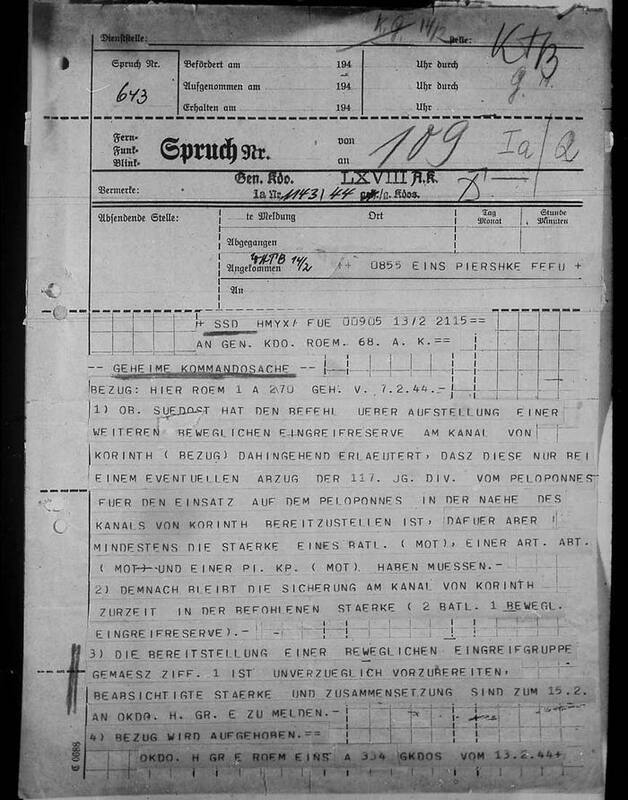 Dienststelle:
K.J. 14/2
stelle:
KTB
Spruch Nr.
Befördert am 194
Uhr durch
643
Aufgenommen am 194
Uhr durch
Erhalten am 194
Uhr
Fern-
Funk-
Blink-
Spruch Nr.
von
an
109
Ia/2
Gen. Kdo. LXVIII A.K.
Vermerke:
Ia Nr. 1143/44 geh./g. Kdos.
Absendende Stelle:
te Meldung
Ort
Tag
Monat
Stunde
Minuten
Abgegangen
KTB 14/2
Angekommen
++ 0855 EINS PIERSHKE FEFU +
An
+ SSD HMYX/ FUE 00905 13/2 2115==
AN GEN. KDO. ROEM. 68. A. K.==
-- GEHEIME KOMMANDOSACHE --
BEZUG: HIER ROEM 1 A 270 GEH. V. 7.2.44.-
1) OB. SUEDOST HAT DEN BEFEHL UEBER AUFSTELLUNG EINER
WEITEREN BEWEGLICHEN EINGREIFRESERVE AM KANAL VON
KORINTH ( BEZUG) DAHINGEHEND ERLAEUTERT, DASZ DIESE NUR BEI
EINEM EVENTUELLEN ABZUG DER 117. JG. DIV. VOM PELOPONNES
FUER DEN EINSATZ AUF DEM PELOPONNES IN DER NAEHE DES
KANALS VON KORINTH BEREITZUSTELLEN IST, DAFUER ABER
MINDESTENS DIE STAERKE EINES BATL. ( MOT), EINER ART. ABT.
( MOT) UND EINER PI. KP. ( MOT) HABEN MUESSEN.-
2) DEMNACH BLEIBT DIE SICHERUNG AM KANAL VON KORINTH
ZURZEIT IN DER BEFOHLENEN STAERKE ( 2 BATL. 1 BEWEGL.
EINGREIFRESERVE).-
3) DIE BEREITSTELLUNG EINER BEWEGLICHEN EINGREIFGRUPPE
GEMAESZ ZIFF. 1 IST UNVERZUEGLICH VORZUBEREITEN,
BEABSICHTIGTE STAERKE UND ZUSAMMENSETZUNG SIND ZUM 15.2.
AN OKDO. H. GR. E ZU MELDEN.-
4) BEZUG WIRD AUFGEHOBEN.==
OKDO. H GR E ROEM EINS A 334 GKDOS VOM 13.2.44+
C 0688